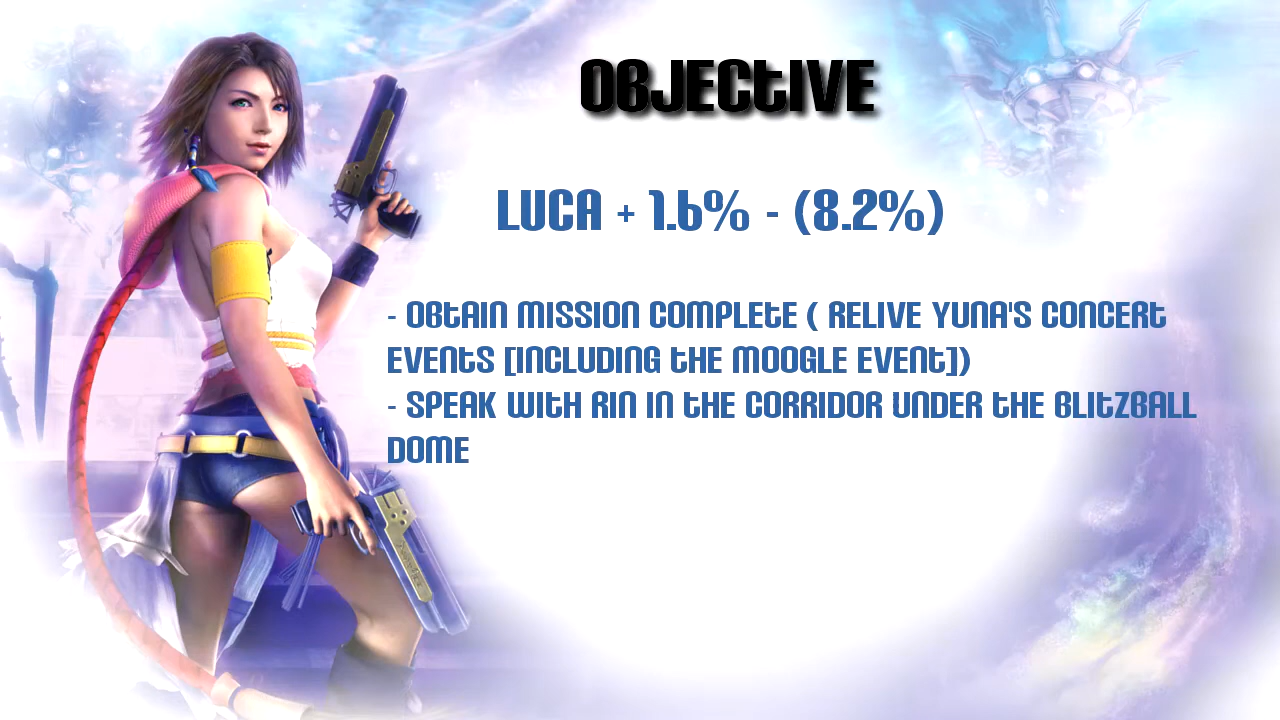 OBJECTIVE
LUCA + 1.6% - (8.2%)
- OBTAIN MISSION COMPLETE ( RELIVE YUNA'S CONCERT
EVENTS [INCLUDING THE MOOGLE EVENT])
- SPEAK WITH RIN IN THE CORRIDOR UNDER THE BLITZBALL
DOME